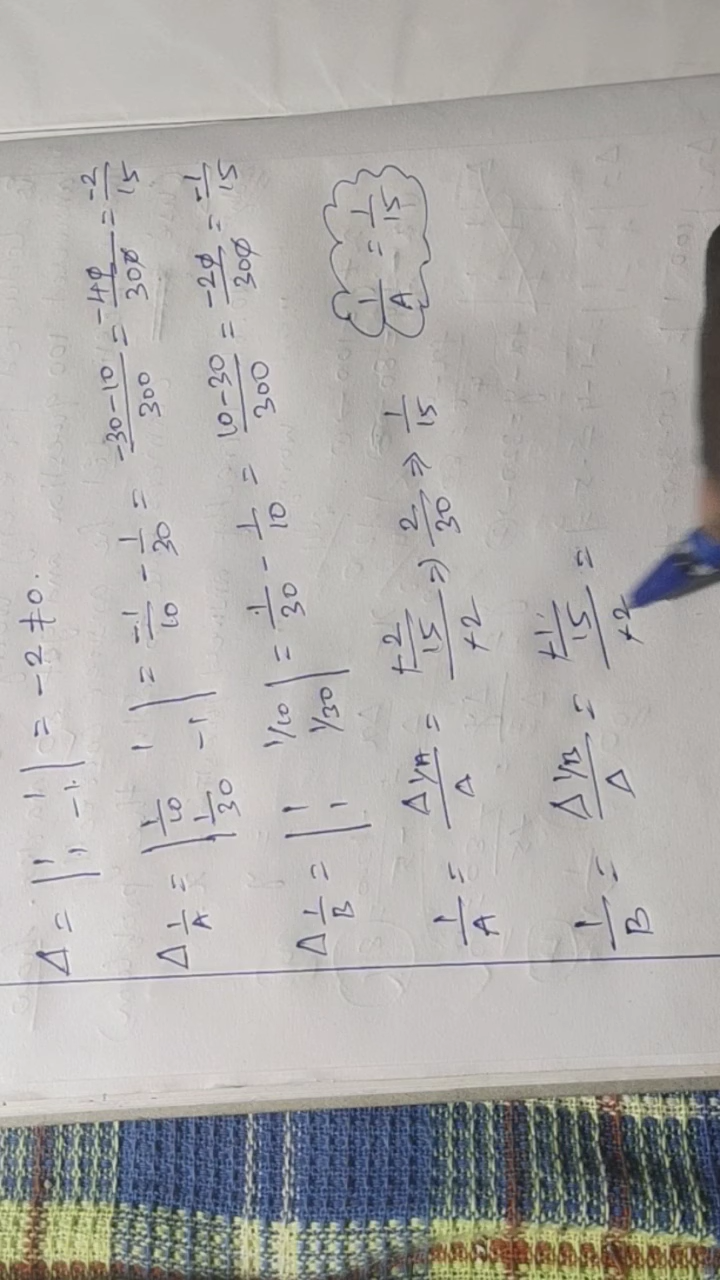 Δ = | 1 1 ; 1 -1 | = -2 ≠ 0.
Δ 1/A = | 1/10 1 ; 1/30 -1 | = -1/10 - 1/30 = -30-10/300 = -40/300 = -2/15
Δ 1/B = | 1 1/10 ; 1 1/30 | = 1/30 - 1/10 = 10-30/300 = -20/300 = -1/15
1/A = Δ1/A / Δ = +2/15 / +2 => 2/30 => 1/15
1/A = 1/15
1/B = Δ1/B / Δ = +1/15 / +2 =